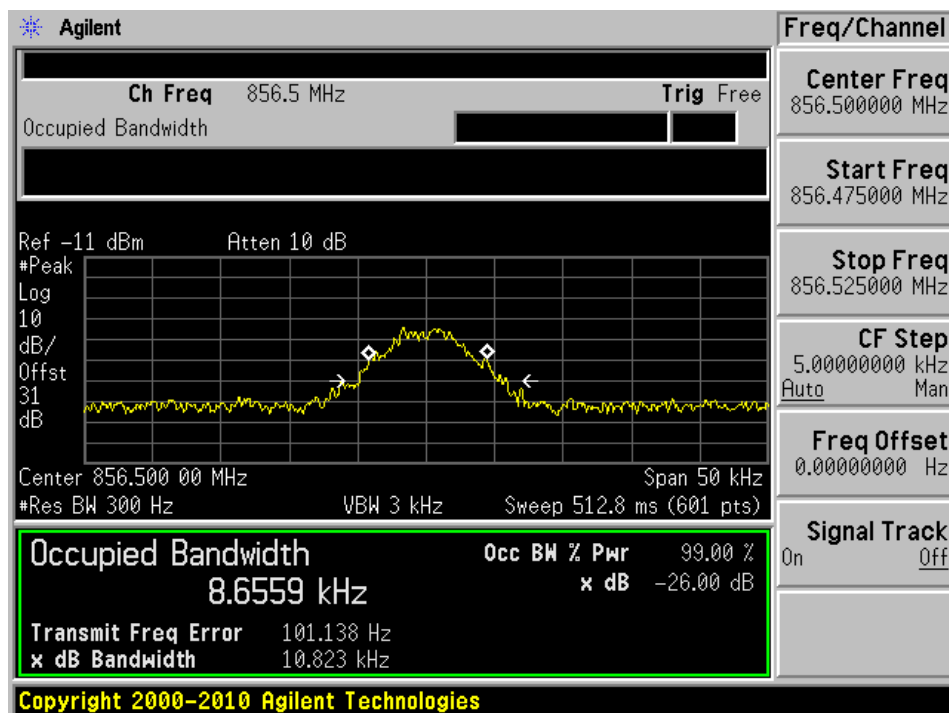 Agilent
Freq/Channel
Ch Freq 856.5 MHz Trig Free
Occupied Bandwidth
Center Freq
856.500000 MHz
Start Freq
856.475000 MHz
Stop Freq
856.525000 MHz
CF Step
5.00000000 kHz
Auto Man
Freq Offset
0.00000000 Hz
Signal Track
On Off
Ref -11 dBm Atten 10 dB
#Peak
Log
10
dB/
Offst
31
dB
Center 856.500 00 MHz Span 50 kHz
#Res BW 300 Hz VBW 3 kHz Sweep 512.8 ms (601 pts)
Occupied Bandwidth Occ BW % Pwr 99.00 %
8.6559 kHz x dB -26.00 dB
Transmit Freq Error 101.138 Hz
x dB Bandwidth 10.823 kHz
Copyright 2000-2010 Agilent Technologies